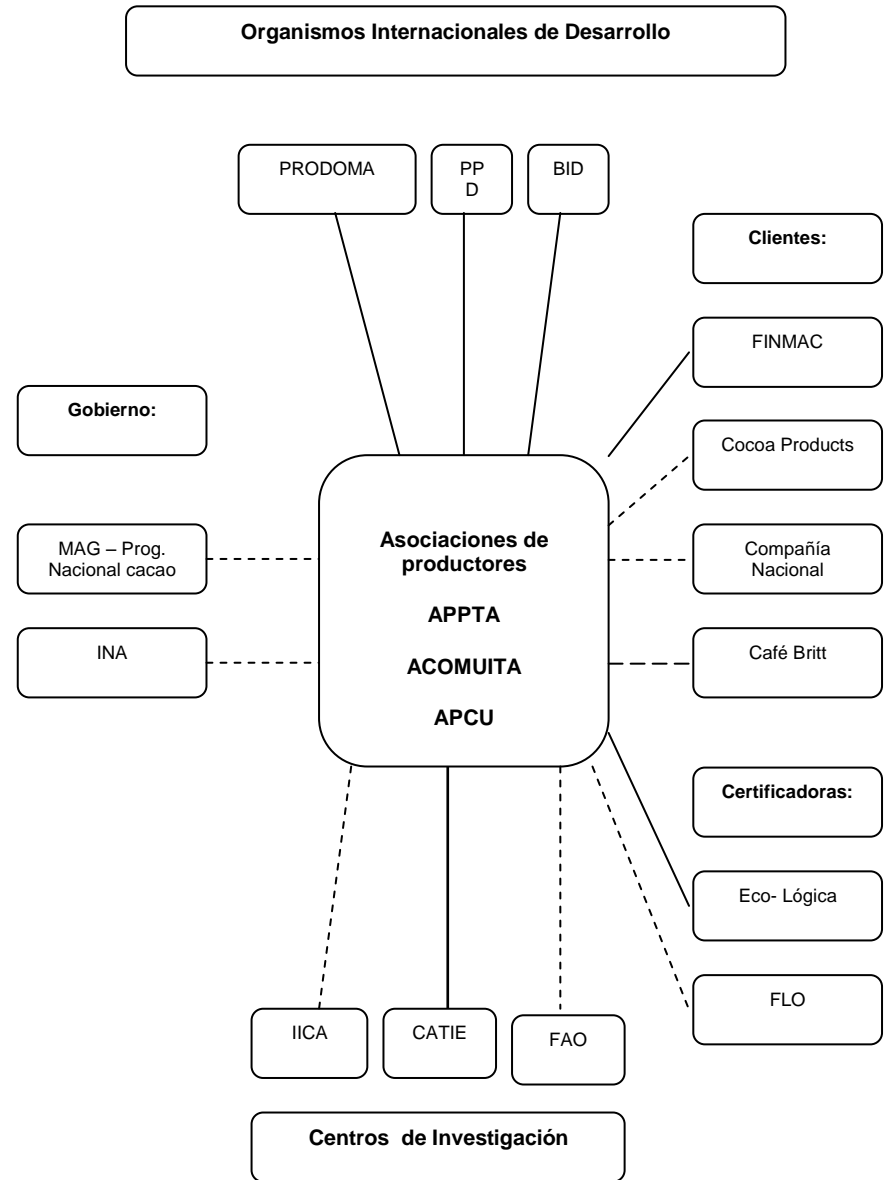 Organismos Internacionales de Desarrollo
PRODOMA
PP
D
BID
Clientes:
FINMAC
Gobierno:
Cocoa Products
Asociaciones de
productores
APPTA
ACOMUITA
APCU
MAG – Prog.
Nacional cacao
Compañía
Nacional
INA
Café Britt
Certificadoras:
Eco- Lógica
FLO
IICA
CATIE
FAO
Centros de Investigación